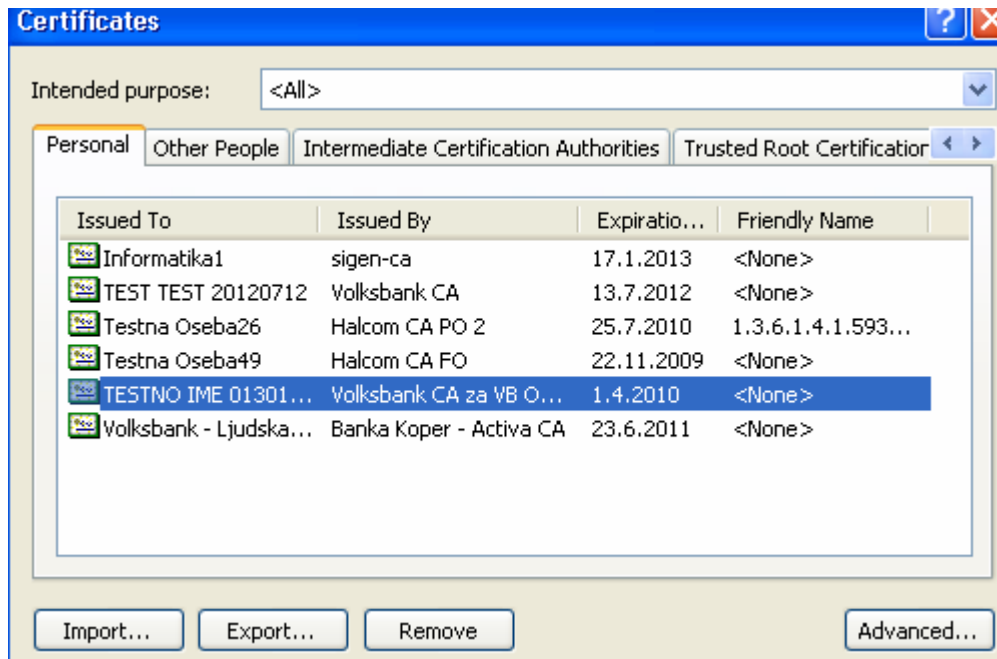 Certificates
Intended purpose: <All>
Personal Other People Intermediate Certification Authorities Trusted Root Certification
Issued To Issued By Expiratio... Friendly Name
Informatika1 sigen-ca 17.1.2013 <None>
TEST TEST 20120712 Volksbank CA 13.7.2012 <None>
Testna Oseba26 Halcom CA PO 2 25.7.2010 1.3.6.1.4.1.593...
Testna Oseba49 Halcom CA FO 22.11.2009 <None>
TESTNO IME 01301... Volksbank CA za VB O... 1.4.2010 <None>
Volksbank - Ljudska... Banka Koper - Activa CA 23.6.2011 <None>
Import... Export... Remove Advanced...